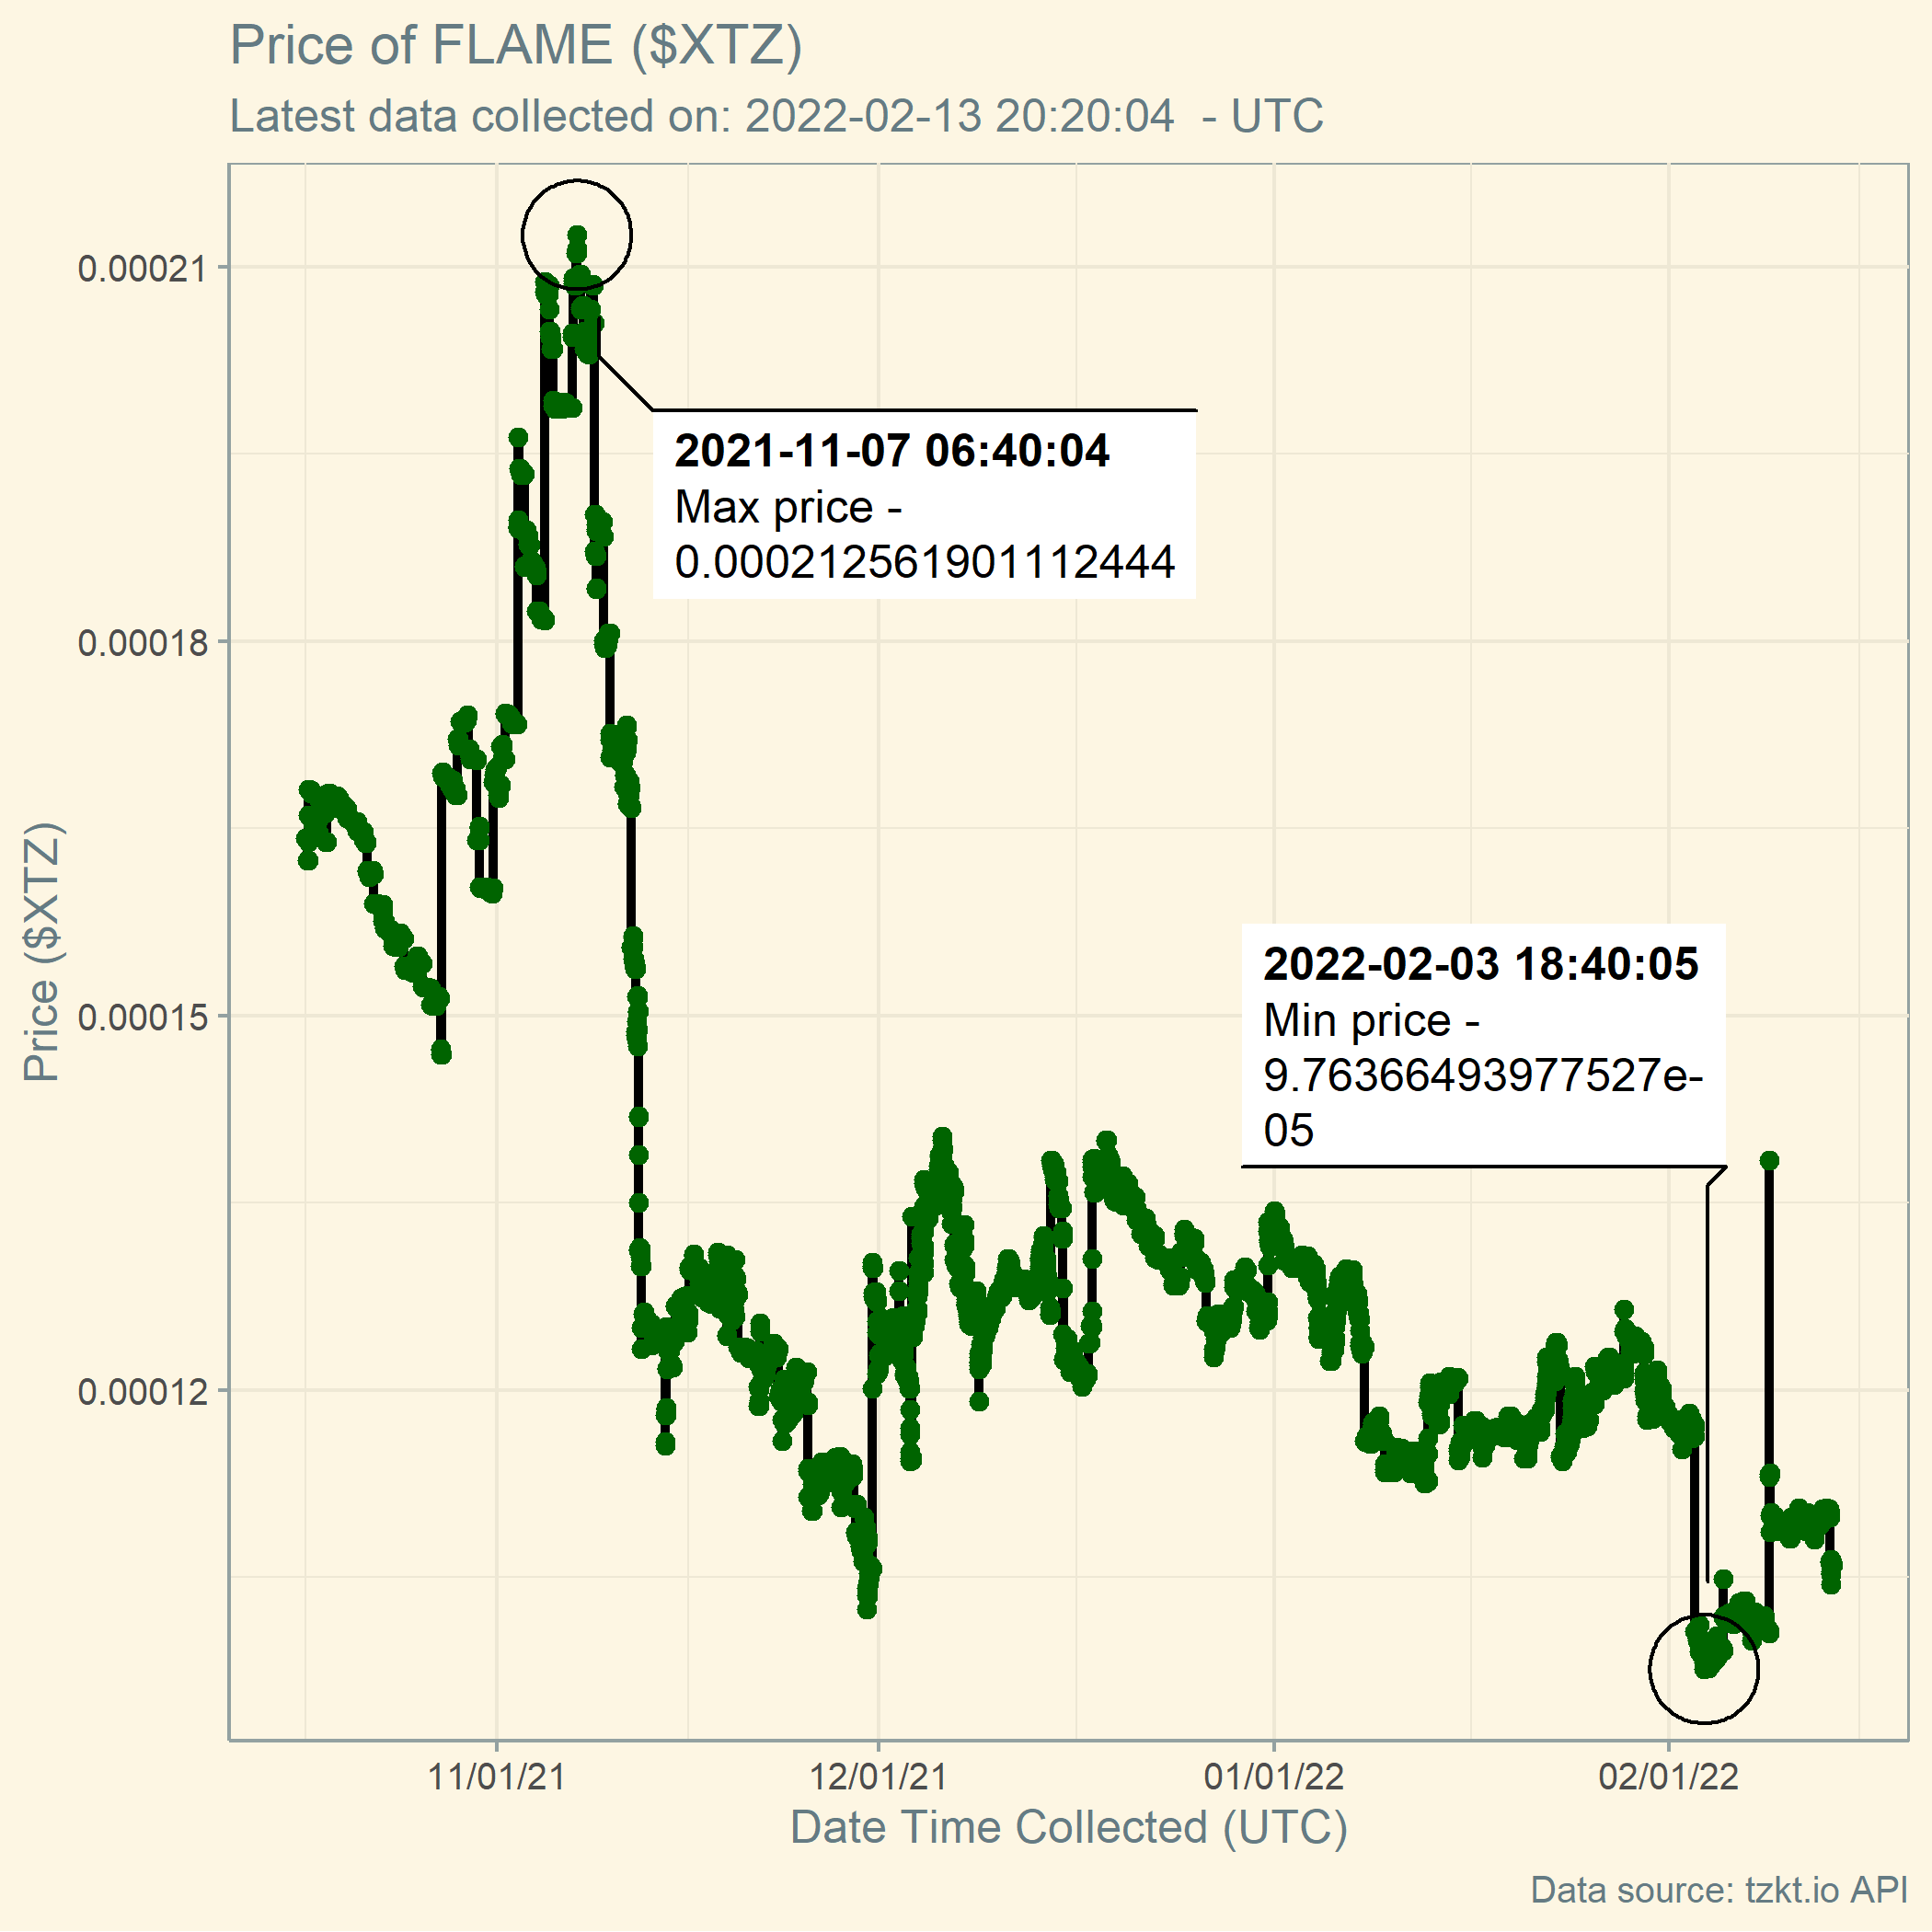 Price of FLAME ($XTZ)
Latest data collected on: 2022-02-13 20:20:04  - UTC
0.00021
2021-11-07 06:40:04
Max price -
0.000212561901112444
0.00018
Price ($XTZ)
0.00015
2022-02-03 18:40:05
Min price -
9.76366493977527e-
05
0.00012
11/01/21
12/01/21
01/01/22
02/01/22
Date Time Collected (UTC)
Data source: tzkt.io API